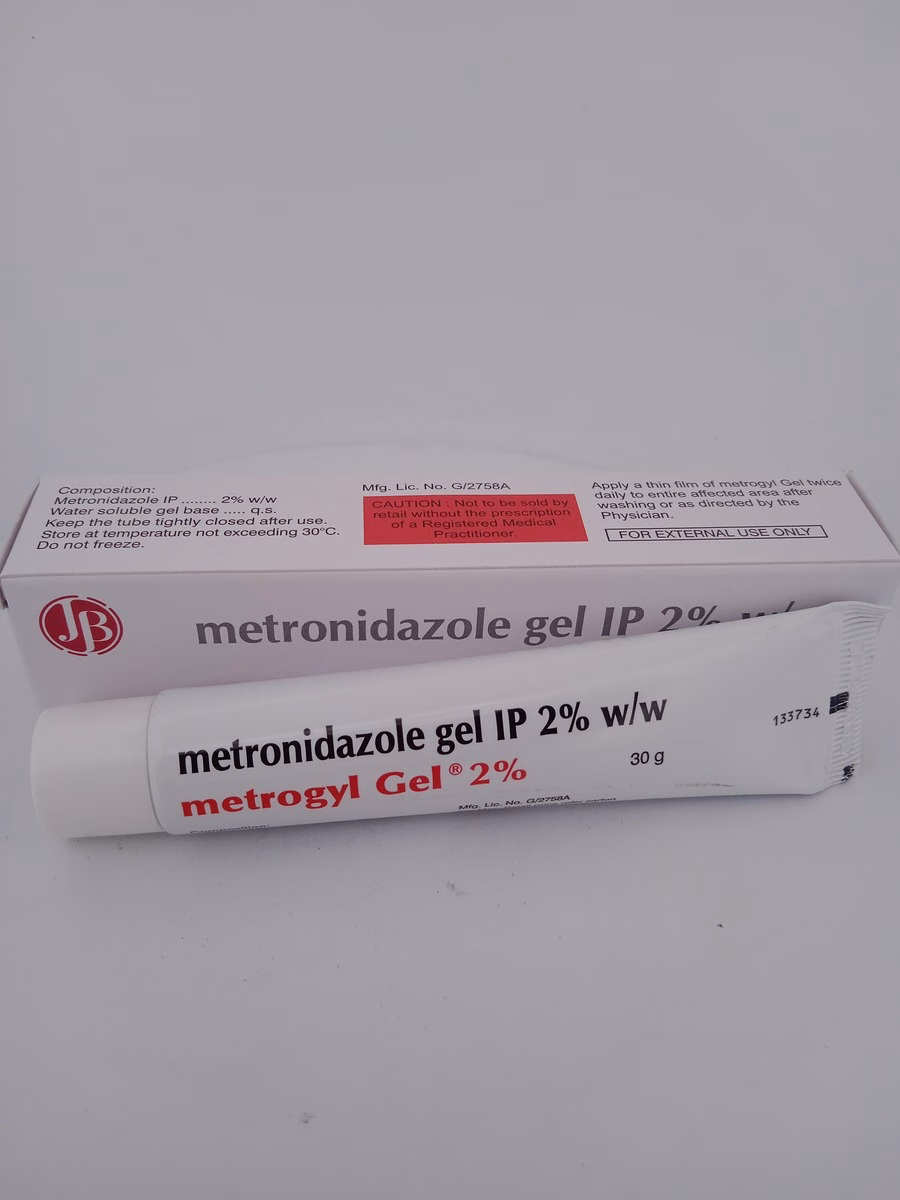 Composition:
Metronidazole IP ........ 2% w/w
Water soluble gel base ..... q.s.
Keep the tube tightly closed after use.
Store at temperature not exceeding 30°C.
Do not freeze.
Mfg. Lic. No. G/2758A
CAUTION : Not to be sold by
retail without the prescription
of a Registered Medical
Practitioner.
Apply a thin film of metrogyl Gel twice
daily to entire affected area after
washing or as directed by the
Physician.
FOR EXTERNAL USE ONLY
JB
metronidazole gel IP 2% w/
metronidazole gel IP 2% w/w
metrogyl Gel® 2%
30 g
133734
Mfg. Lic. No. G/2758A
carton
Composition: